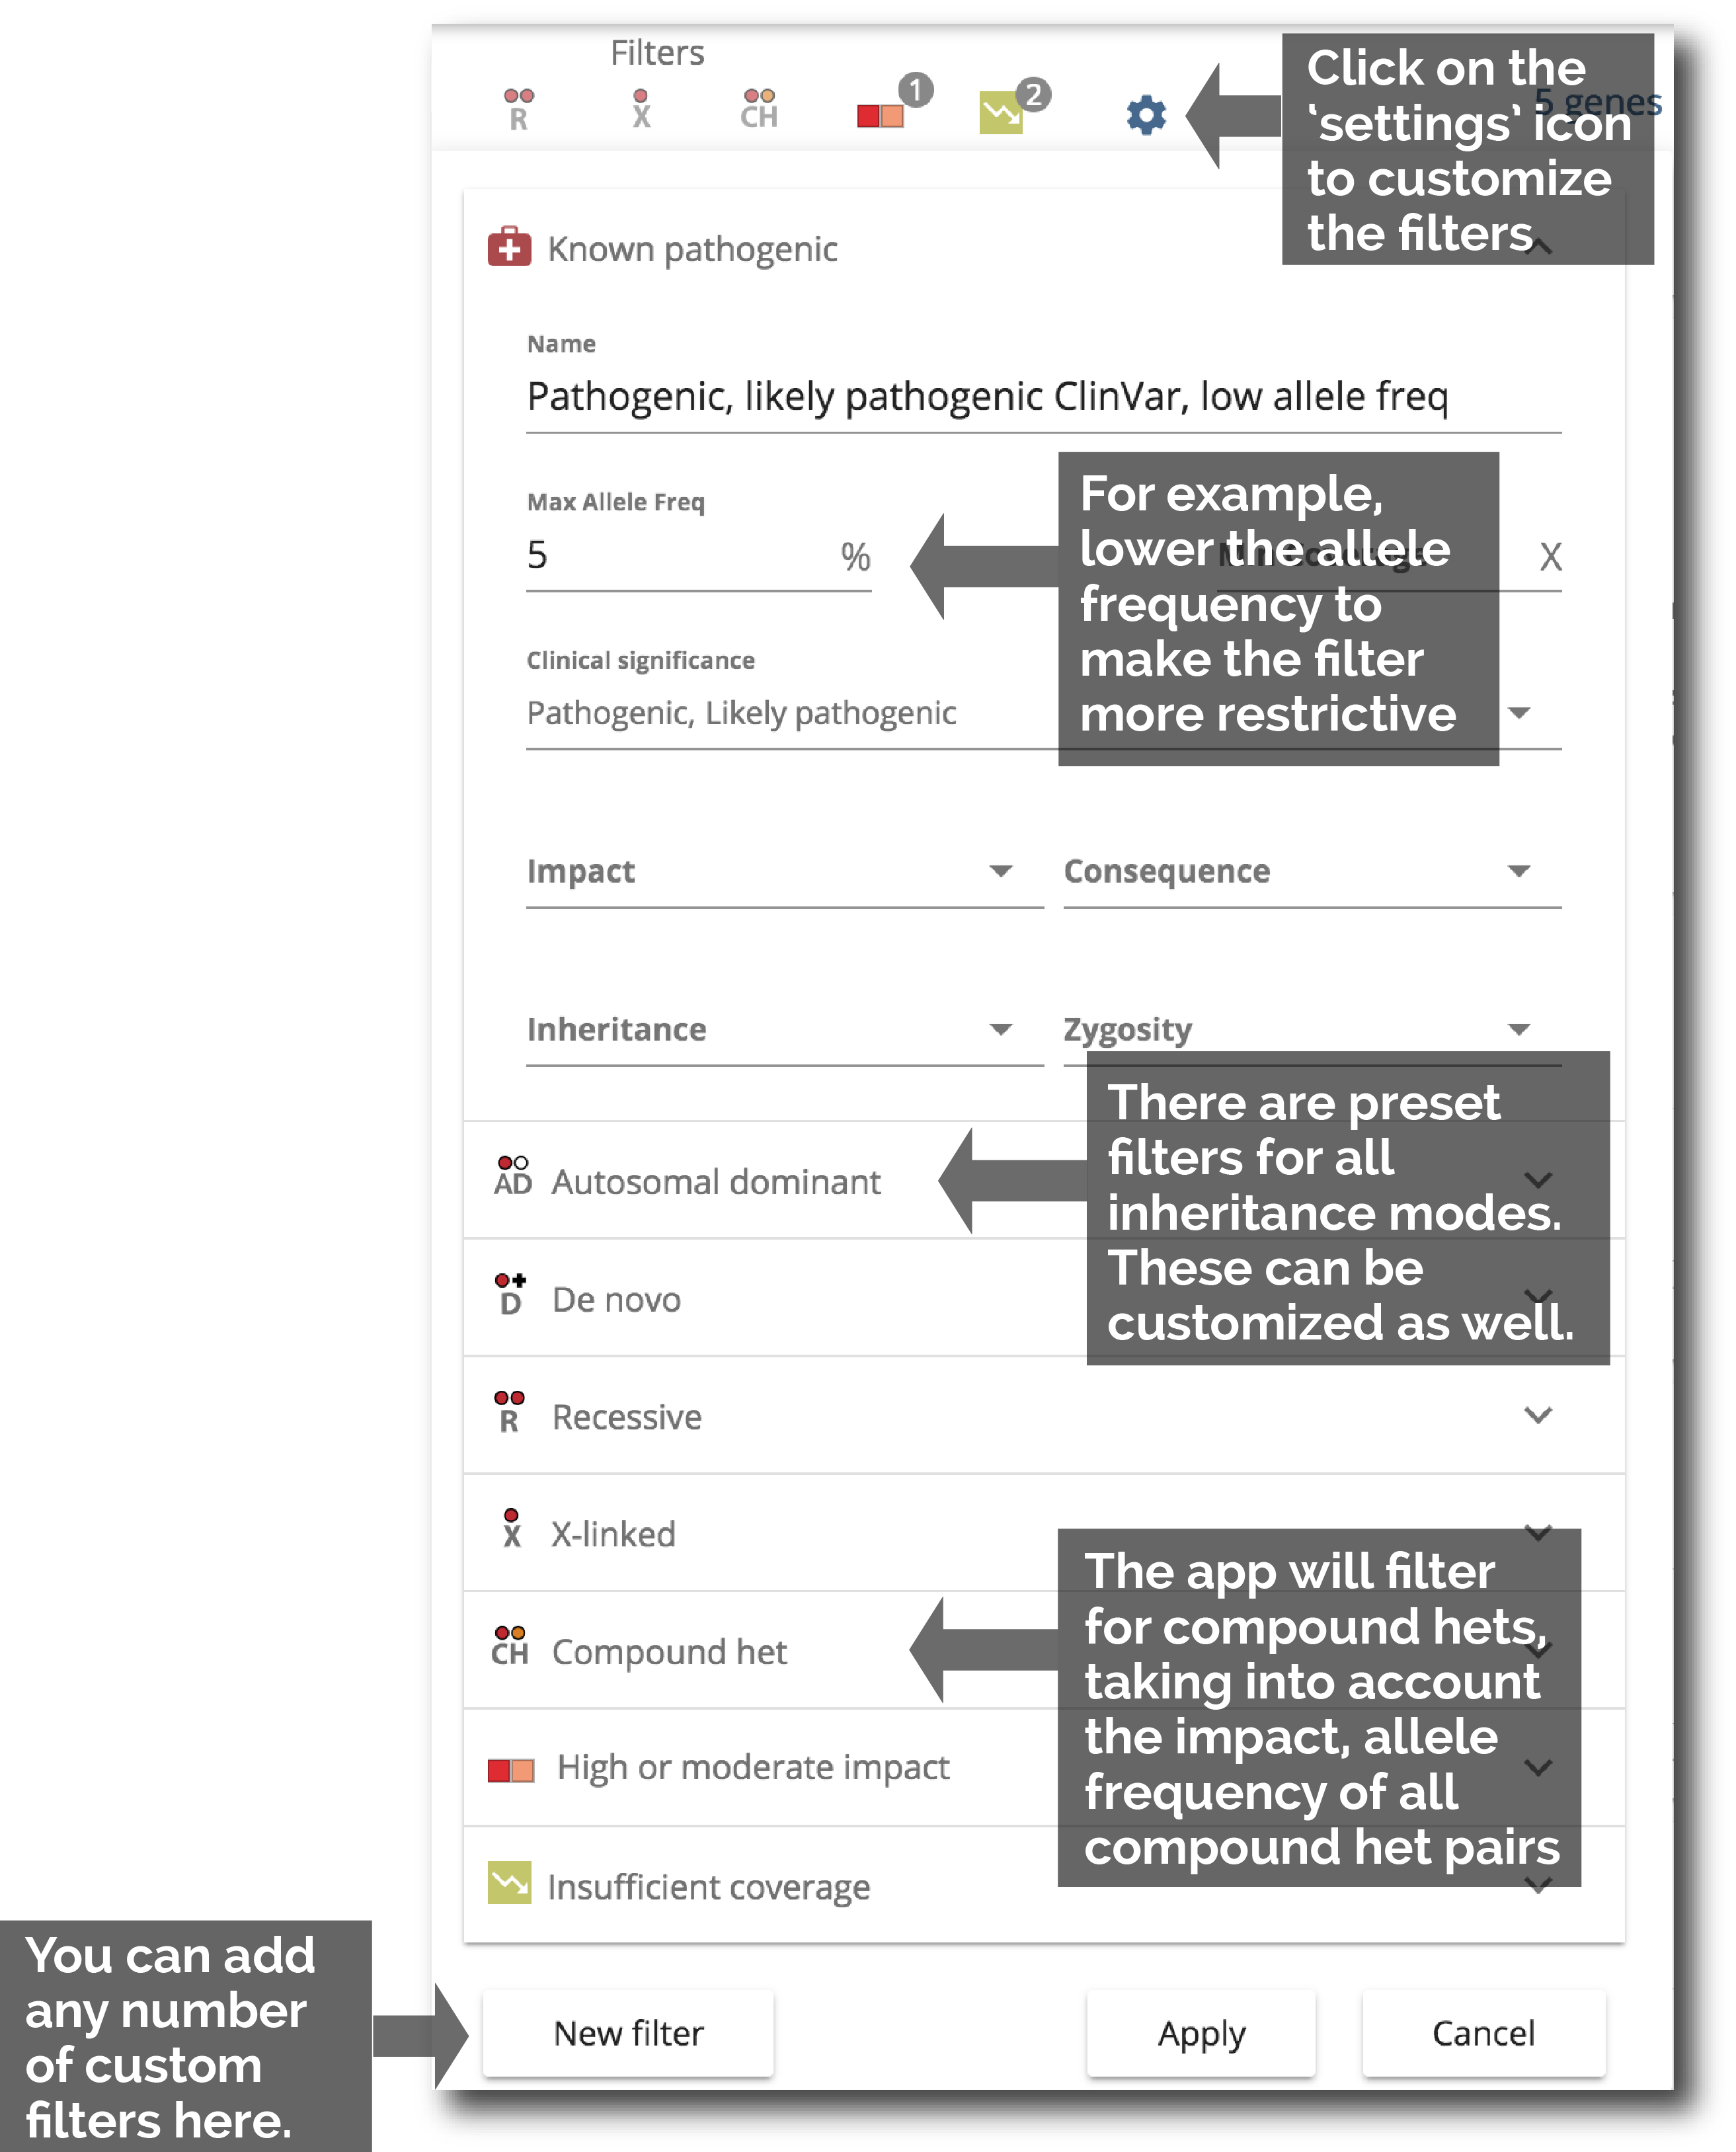 Filters
R
X
CH
1
2
5 genes
Click on the
‘settings’ icon
to customize
the filters
Known pathogenic
Name
Pathogenic, likely pathogenic ClinVar, low allele freq
Max Allele Freq
5
%
Min Coverage
X
For example,
lower the allele
frequency to
make the filter
more restrictive
Clinical significance
Pathogenic, Likely pathogenic
Impact
Consequence
Inheritance
Zygosity
There are preset
filters for all
inheritance modes.
These can be
customized as well.
AD Autosomal dominant
D De novo
R Recessive
X X-linked
CH Compound het
The app will filter
for compound hets,
taking into account
the impact, allele
frequency of all
compound het pairs
High or moderate impact
Insufficient coverage
You can add
any number
of custom
filters here.
New filter
Apply
Cancel